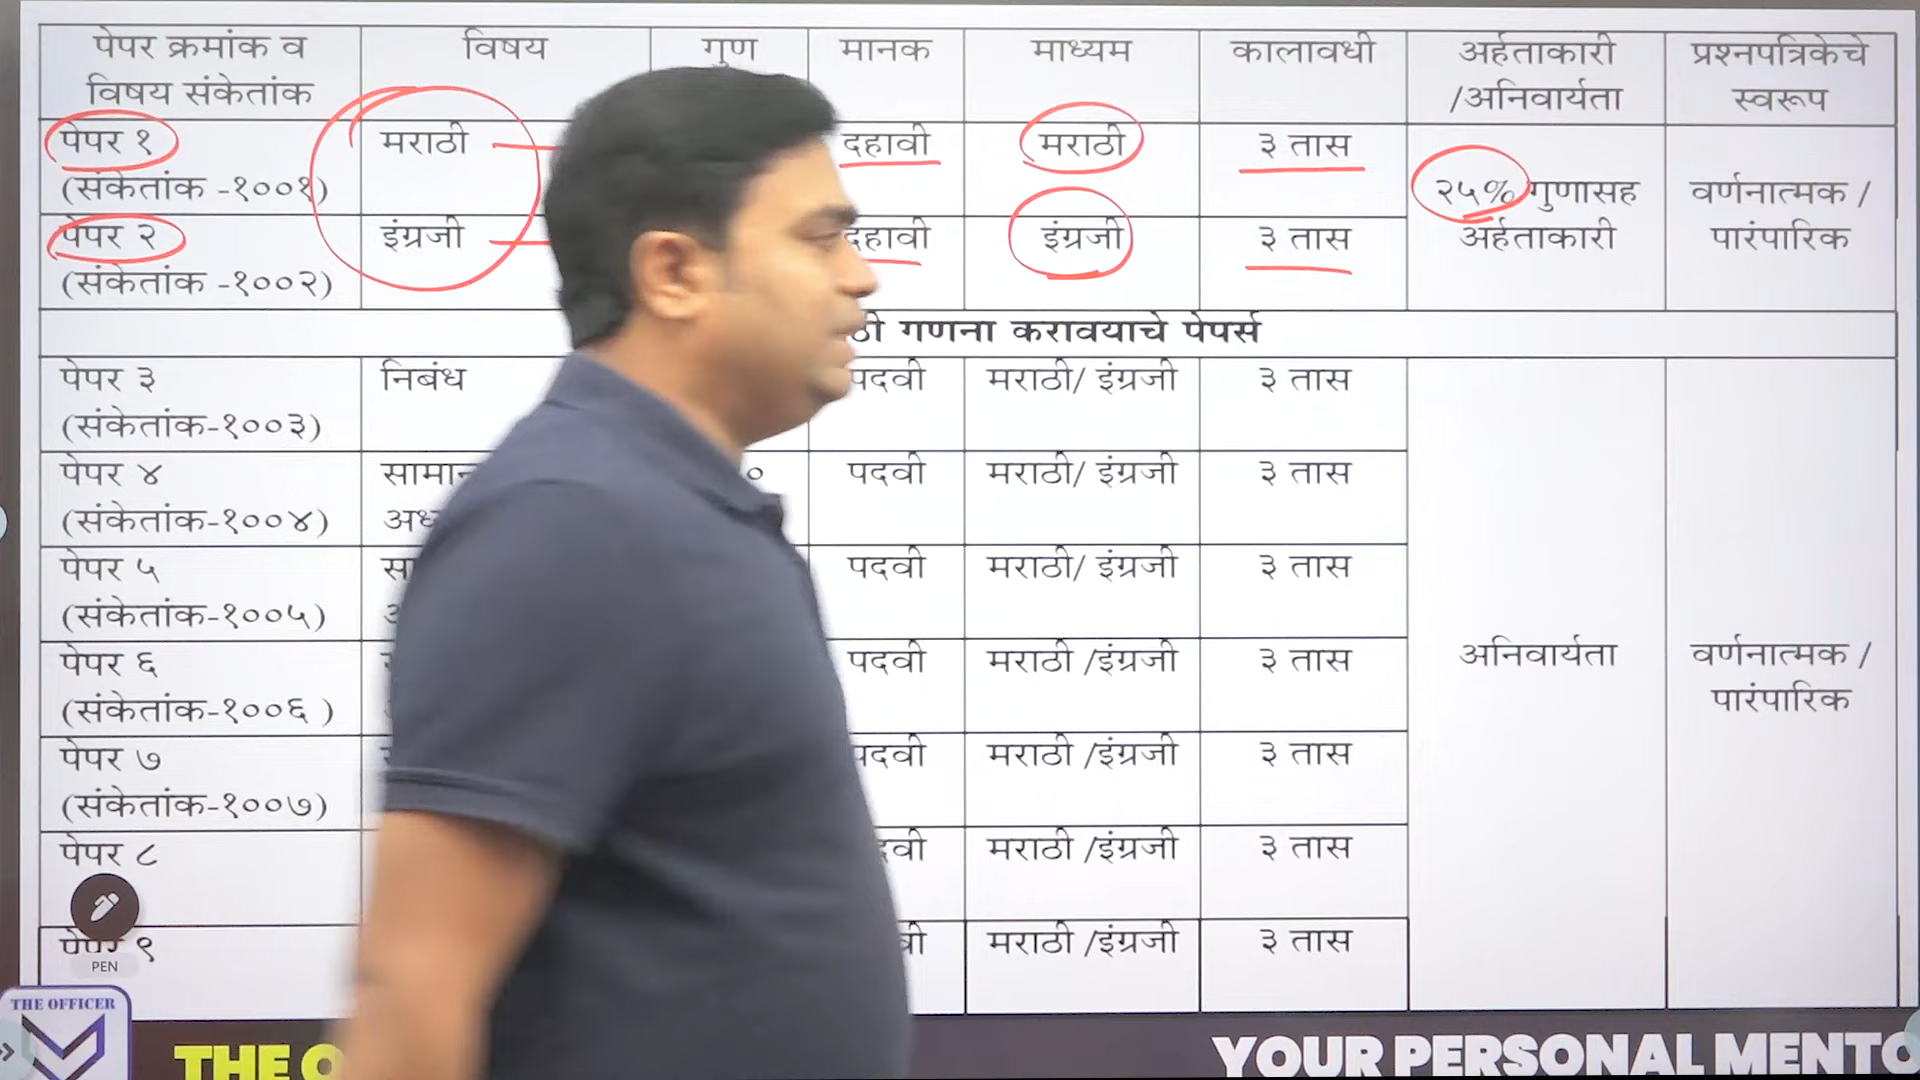 पेपर क्रमांक व विषय गुण मानक माध्यम कालावधी अर्हताकारी प्रश्नपत्रिकेचे
विषय संकेतांक /अनिवार्यता स्वरूप
पेपर १ मराठी दहावी मराठी ३ तास
(संकेतांक -१००१) २५% गुणासह वर्णनात्मक /
पेपर २ इंग्रजी दहावी इंग्रजी ३ तास अर्हताकारी पारंपारिक
(संकेतांक -१००२)
गणना करावयाचे पेपर्स
पेपर ३ निबंध पदवी मराठी/ इंग्रजी ३ तास
(संकेतांक-१००३)
पेपर ४ पदवी मराठी/ इंग्रजी ३ तास
(संकेतांक-१००४)
पेपर ५ पदवी मराठी/ इंग्रजी ३ तास
(संकेतांक-१००५)
पेपर ६ पदवी मराठी /इंग्रजी ३ तास अनिवार्यता वर्णनात्मक /
(संकेतांक-१००६ ) पारंपारिक
पेपर ७ पदवी मराठी /इंग्रजी ३ तास
(संकेतांक-१००७)
पेपर ८ मराठी /इंग्रजी ३ तास
पेपर ९ मराठी /इंग्रजी ३ तास
PEN
THE OFFICER
THE
YOUR PERSONAL